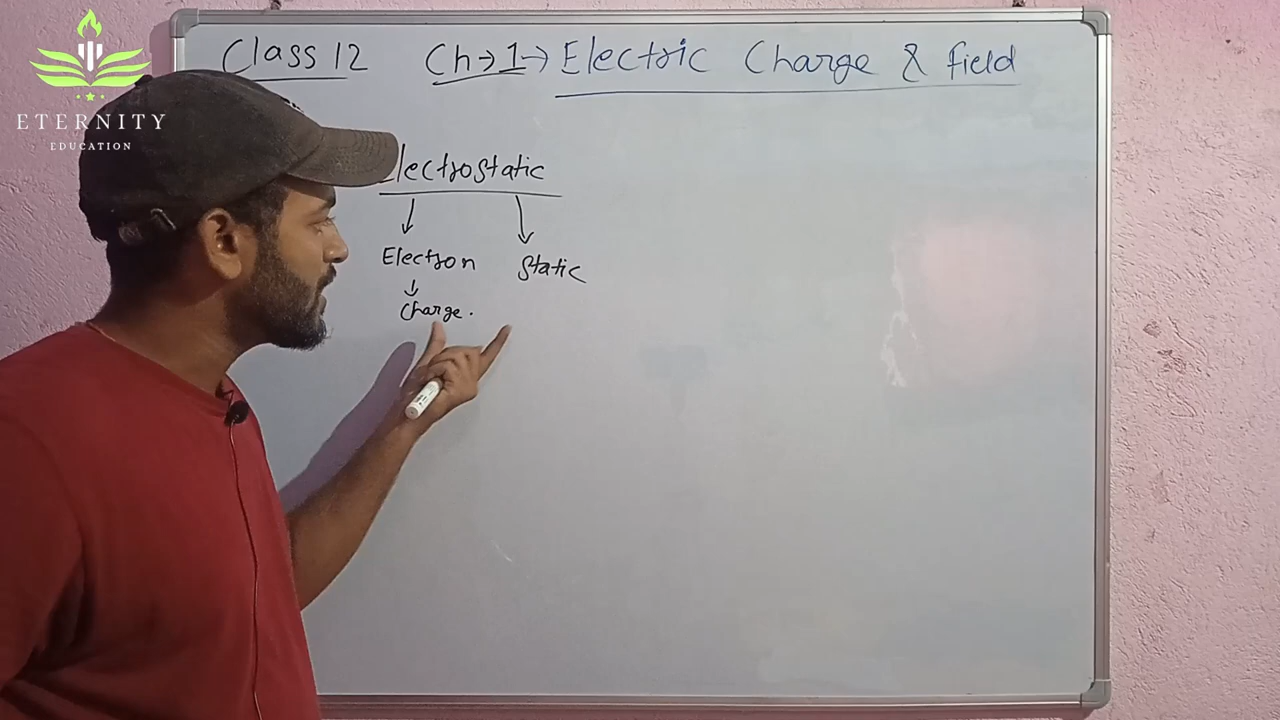 ETERNITY
EDUCATION
Class 12 Ch→1→ Electric Charge & field
Electrostatic
Electron Static
Charge.